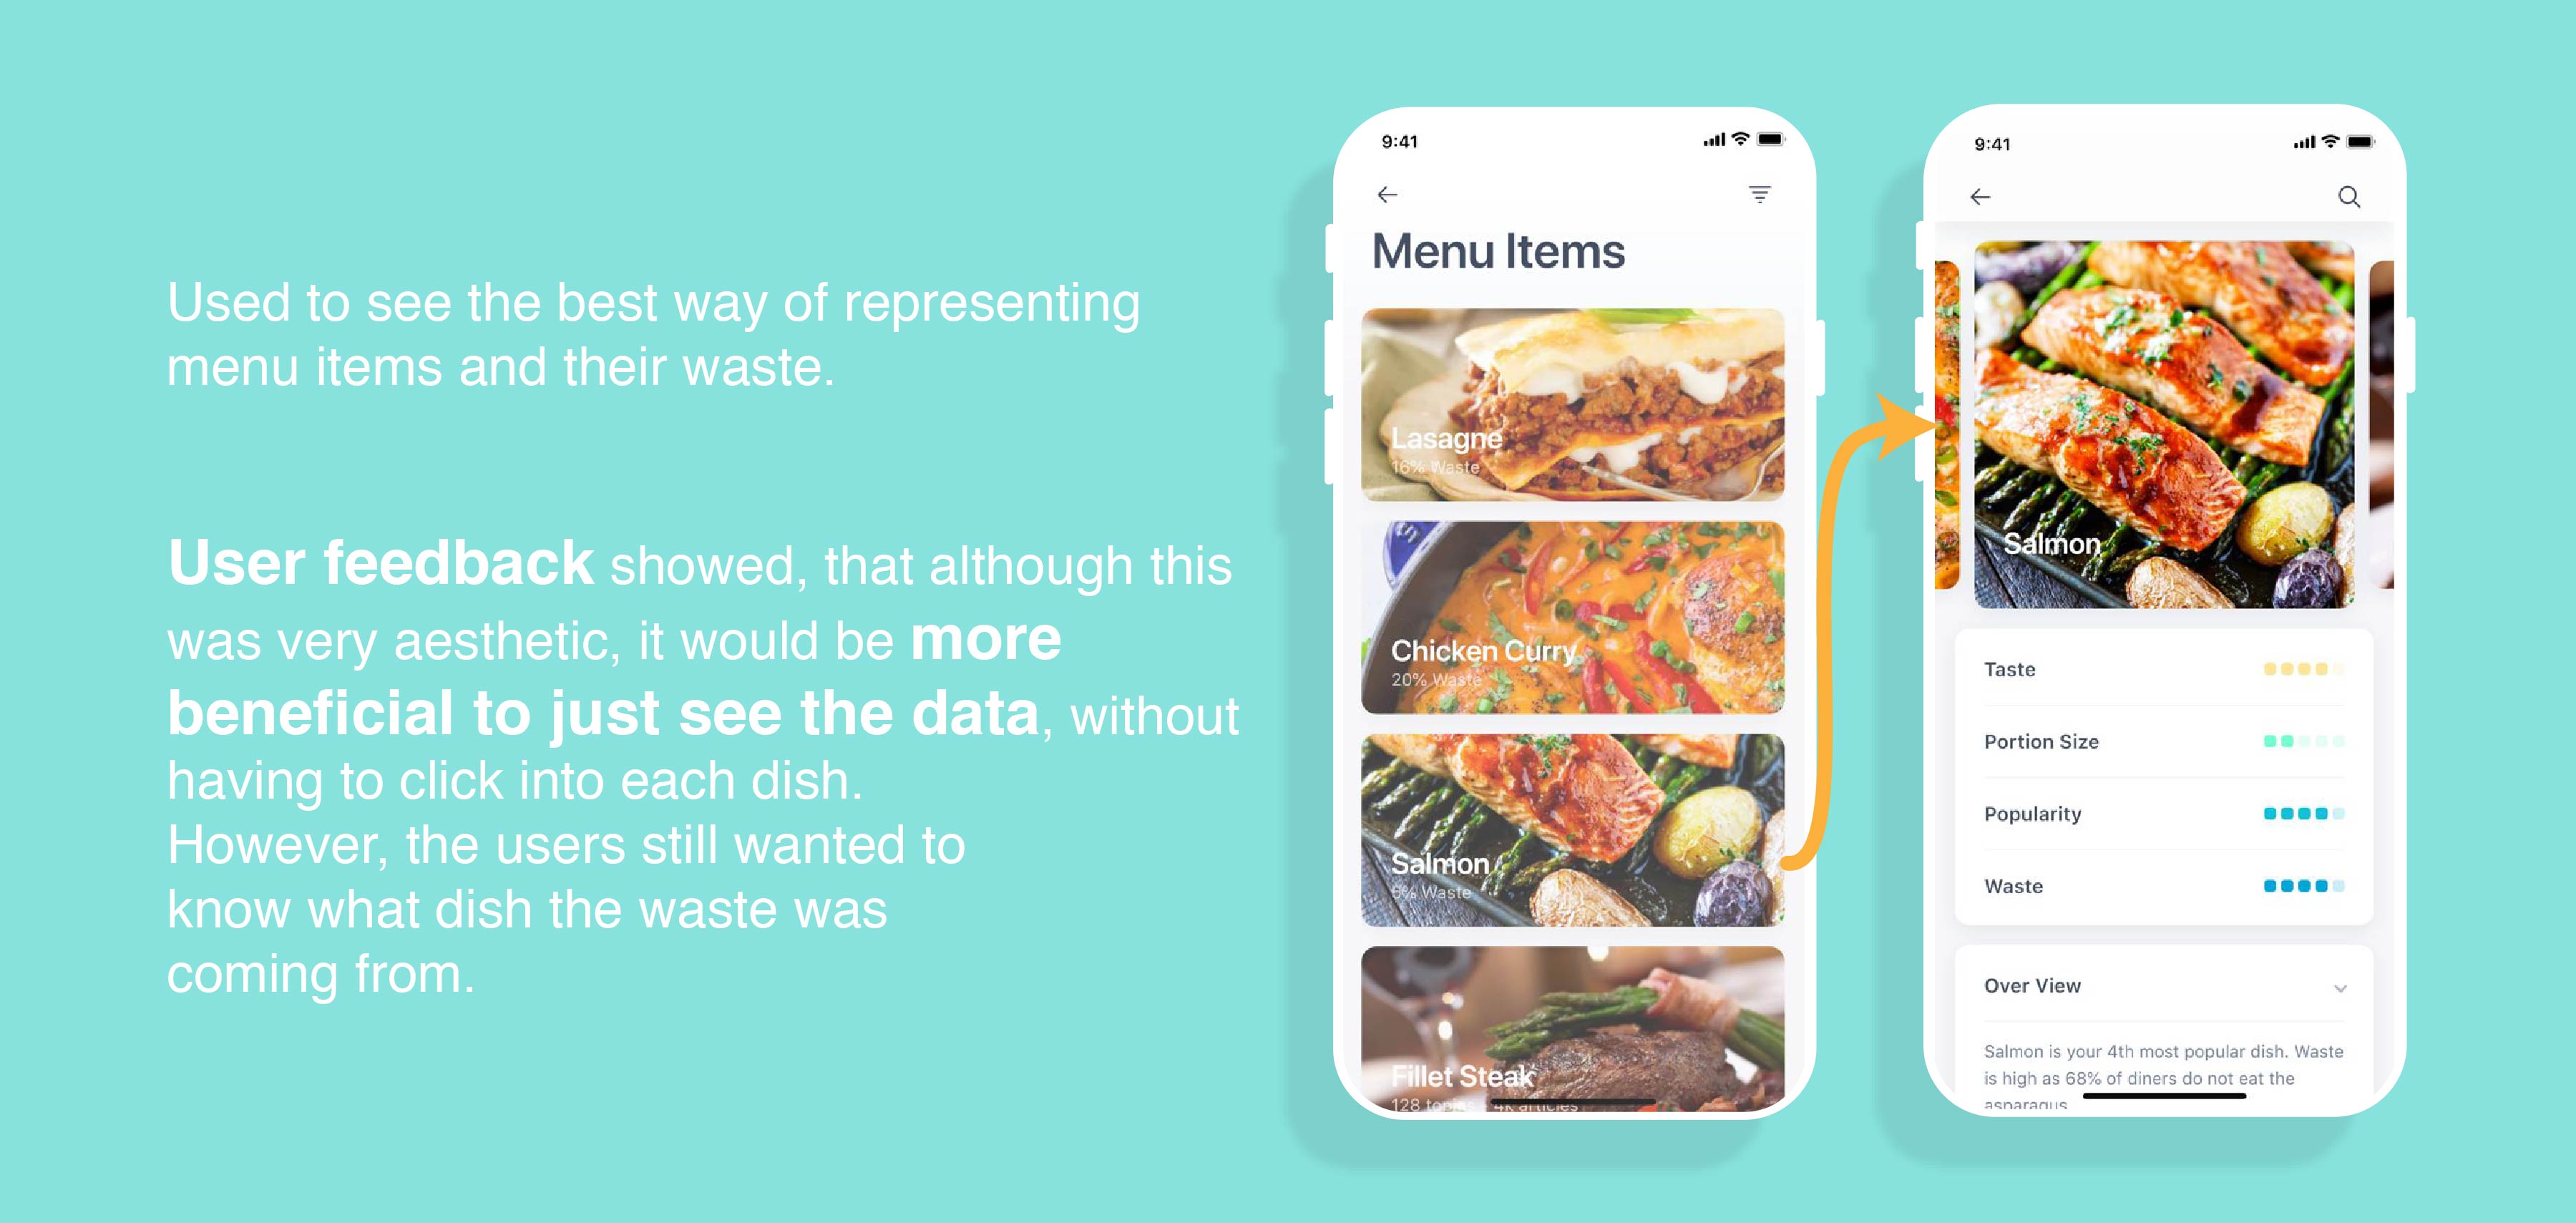 Used to see the best way of representing
menu items and their waste.
User feedback showed, that although this
was very aesthetic, it would be more
beneficial to just see the data, without
having to click into each dish.
However, the users still wanted to
know what dish the waste was
coming from.
9:41
Menu Items
Lasagne
16% Waste
Chicken Curry
20% Waste
Salmon
5% Waste
Fillet Steak
128 topics 4k articles
9:41
Salmon
Taste
Portion Size
Popularity
Waste
Over View
Salmon is your 4th most popular dish. Waste
is high as 68% of diners do not eat the
asparagus